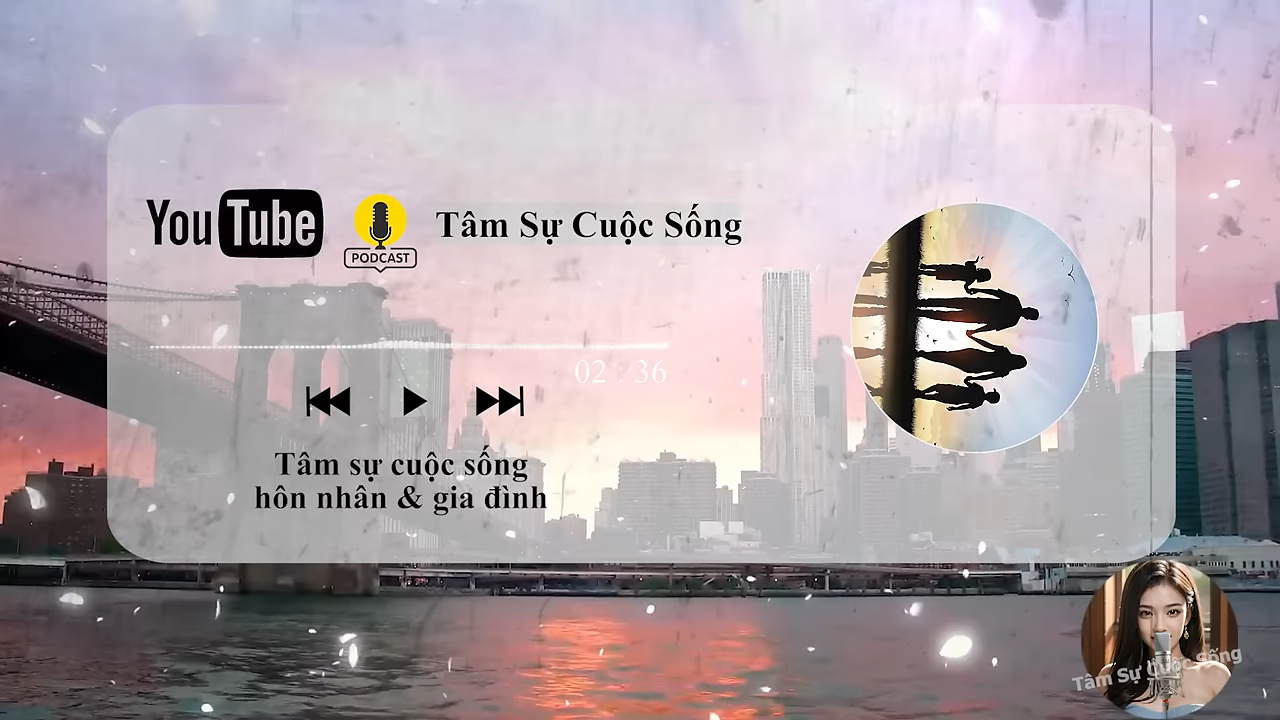 YouTube
PODCAST
Tâm Sự Cuộc Sống
02 : 36
Tâm sự cuộc sống
hôn nhân & gia đình
Tâm Sự Cuộc Sống